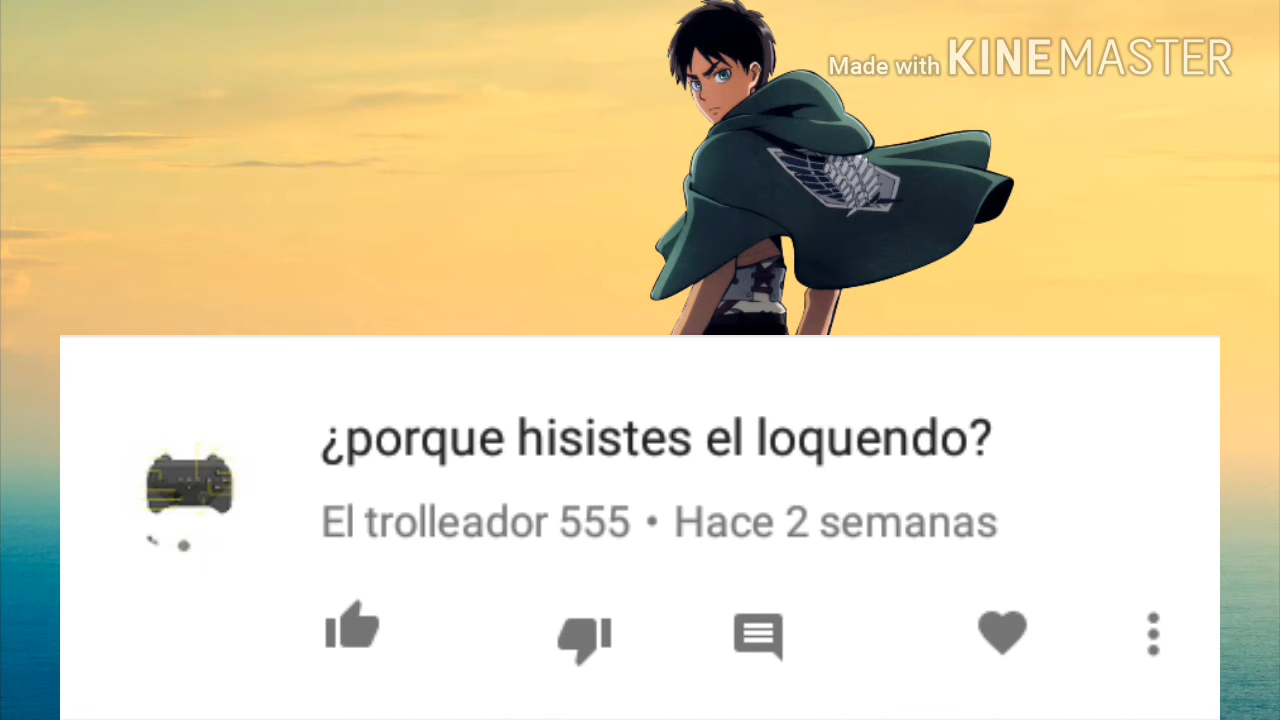 Made with KINEMASTER
¿porque hisistes el loquendo?
El trolleador 555 • Hace 2 semanas